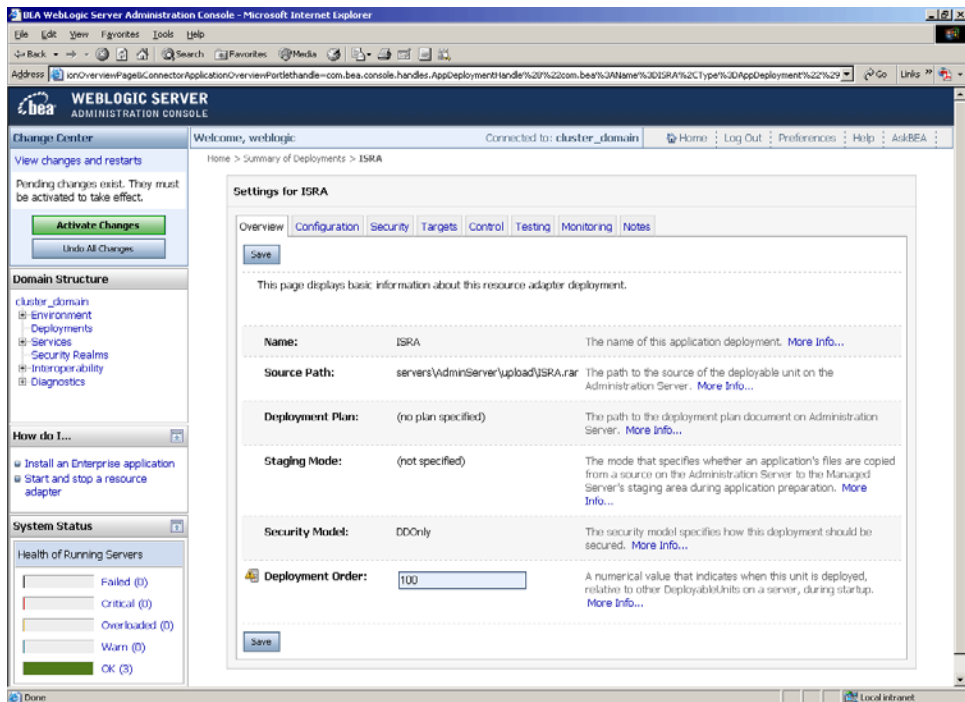 BEA WebLogic Server Administration Console - Microsoft Internet Explorer
File Edit View Favorites Tools Help
Back Search Favorites Media
Address ionOverviewPage&ConnectorApplicationOverviewPortlethandle=com.bea.console.handles.AppDeploymentHandle%28%22com.bea%3AName%3DISRA%2CType%3DAppDeployment%22%29 Go Links »
bea WEBLOGIC SERVER
ADMINISTRATION CONSOLE
Change Center
View changes and restarts
Pending changes exist. They must
be activated to take effect.
Activate Changes
Undo All Changes
Domain Structure
cluster_domain
Environment
Deployments
Services
Security Realms
Interoperability
Diagnostics
How do I...
Install an Enterprise application
Start and stop a resource
adapter
System Status
Health of Running Servers
Failed (0)
Critical (0)
Overloaded (0)
Warn (0)
OK (3)
Welcome, weblogic Connected to: cluster_domain Home Log Out Preferences Help AskBEA
Home > Summary of Deployments > ISRA
Settings for ISRA
Overview Configuration Security Targets Control Testing Monitoring Notes
Save
This page displays basic information about this resource adapter deployment.
Name: ISRA The name of this application deployment. More Info...
Source Path: servers\AdminServer\upload\ISRA.rar The path to the source of the deployable unit on the
Administration Server. More Info...
Deployment Plan: (no plan specified) The path to the deployment plan document on Administration
Server. More Info...
Staging Mode: (not specified) The mode that specifies whether an application's files are copied
from a source on the Administration Server to the Managed
Server's staging area during application preparation. More
Info...
Security Model: DDOnly The security model specifies how this deployment should be
secured. More Info...
Deployment Order: 100 A numerical value that indicates when this unit is deployed,
relative to other DeployableUnits on a server, during startup.
More Info...
Save
Done Local intranet